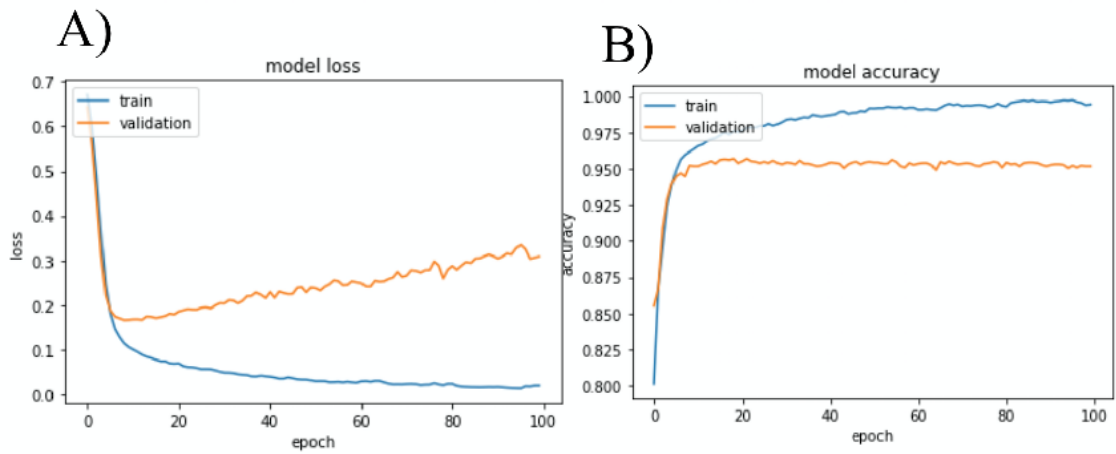 A)
model loss
train
validation
0.7
0.6
0.5
0.4
0.3
0.2
0.1
0.0
loss
0 20 40 60 80 100
epoch
B)
model accuracy
train
validation
1.000
0.975
0.950
0.925
0.900
0.875
0.850
0.825
0.800
accuracy
0 20 40 60 80 100
epoch